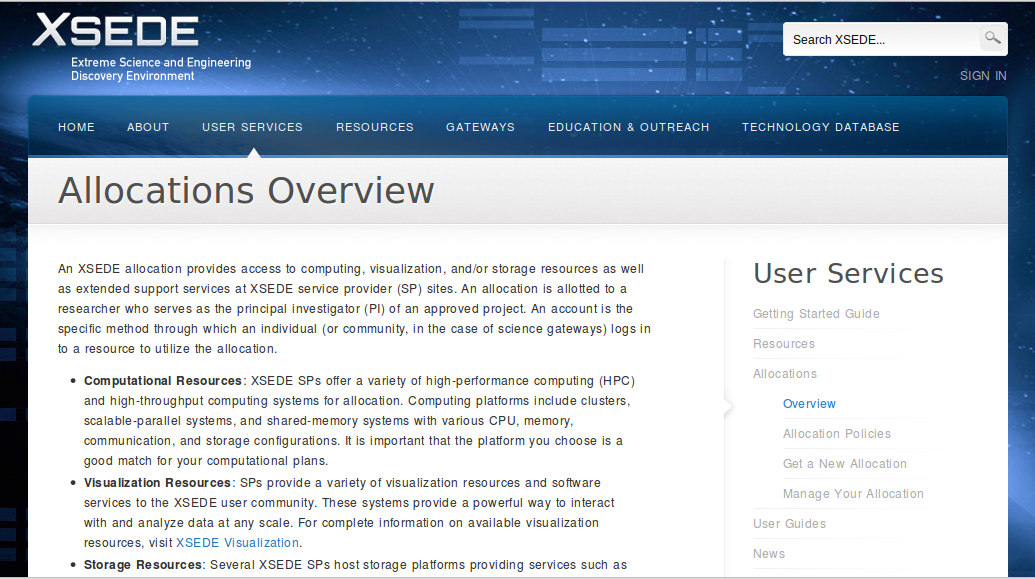 XSEDE
Extreme Science and Engineering
Discovery Environment
Search XSEDE...
SIGN IN
HOME ABOUT USER SERVICES RESOURCES GATEWAYS EDUCATION & OUTREACH TECHNOLOGY DATABASE
Allocations Overview
An XSEDE allocation provides access to computing, visualization, and/or storage resources as well
as extended support services at XSEDE service provider (SP) sites. An allocation is allotted to a
researcher who serves as the principal investigator (PI) of an approved project. An account is the
specific method through which an individual (or community, in the case of science gateways) logs in
to a resource to utilize the allocation.
• Computational Resources: XSEDE SPs offer a variety of high-performance computing (HPC)
and high-throughput computing systems for allocation. Computing platforms include clusters,
scalable-parallel systems, and shared-memory systems with various CPU, memory,
communication, and storage configurations. It is important that the platform you choose is a
good match for your computational plans.
• Visualization Resources: SPs provide a variety of visualization resources and software
services to the XSEDE user community. These systems provide a powerful way to interact
with and analyze data at any scale. For complete information on available visualization
resources, visit XSEDE Visualization.
• Storage Resources: Several XSEDE SPs host storage platforms providing services such as
User Services
Getting Started Guide
Resources
Allocations
Overview
Allocation Policies
Get a New Allocation
Manage Your Allocation
User Guides
News